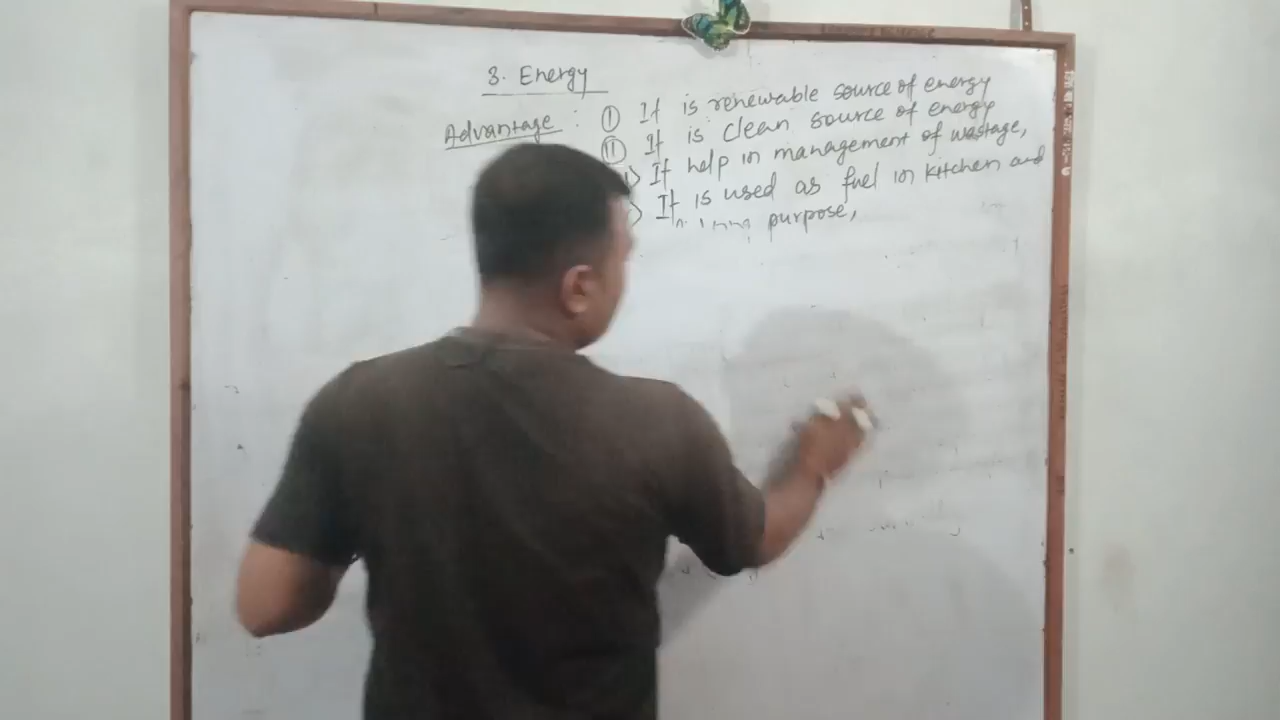 3. Energy
Advantage : (I) It is renewable source of energy
(II) It is clean source of energy
> It help in management of wastage,
> It is used as fuel in kitchen and
purpose,